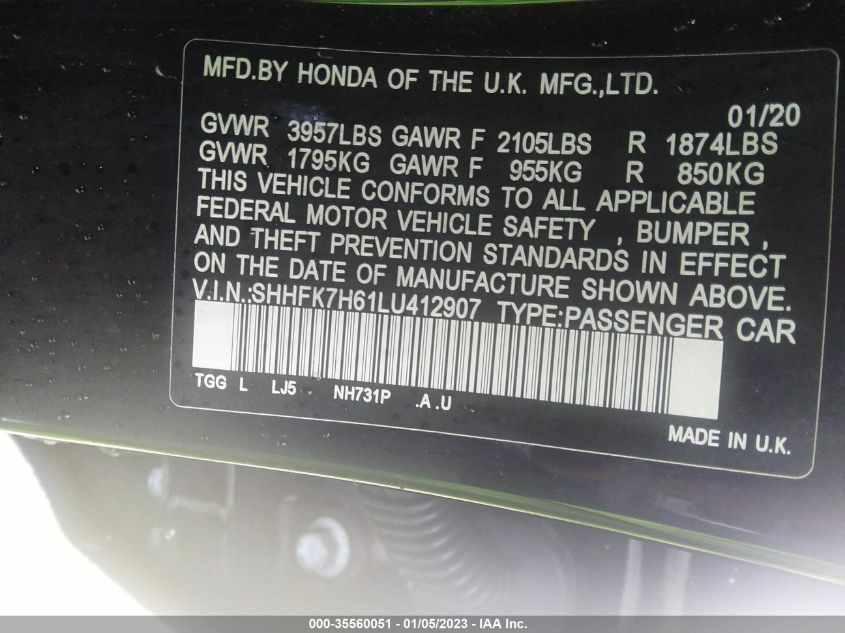 MFD.BY HONDA OF THE U.K. MFG.,LTD.
01/20
GVWR 3957LBS GAWR F 2105LBS R 1874LBS
GVWR 1795KG GAWR F 955KG R 850KG
THIS VEHICLE CONFORMS TO ALL APPLICABLE
FEDERAL MOTOR VEHICLE SAFETY , BUMPER ,
AND THEFT PREVENTION STANDARDS IN EFFECT
ON THE DATE OF MANUFACTURE SHOWN ABOVE.
V.I.N.:SHHFK7H61LU412907 TYPE:PASSENGER CAR
TGG L LJ5 NH731P .A .U
MADE IN U.K.
000-35560051 - 01/05/2023 - IAA Inc.